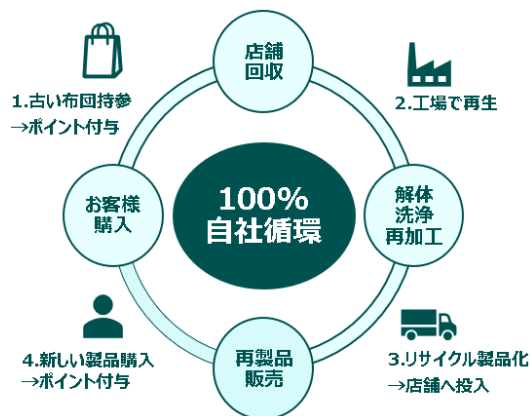 店舗
回収
1.古い布団持参
→ポイント付与
2.工場で再生
お客様
購入
100%
自社循環
解体
洗浄
再加工
4.新しい製品購入
→ポイント付与
再製品
販売
3.リサイクル製品化
→店舗へ投入